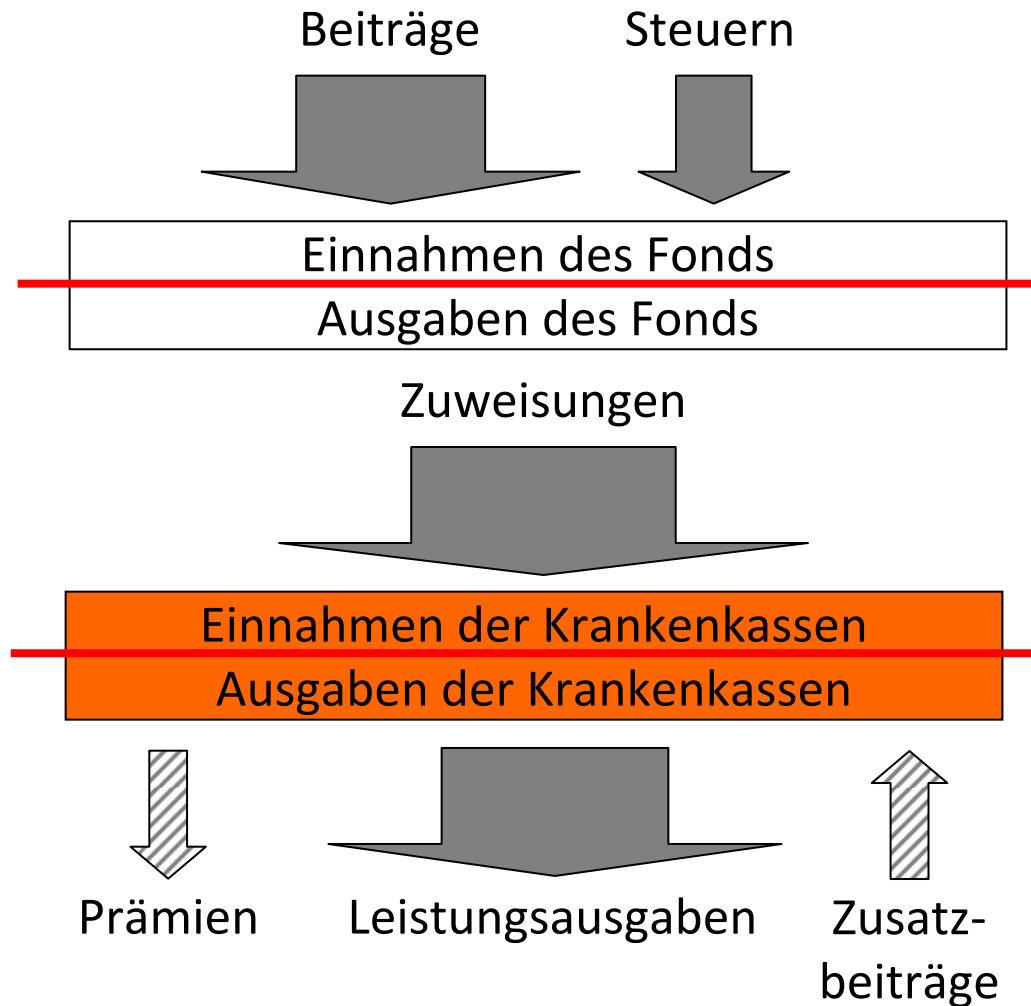 Beiträge Steuern
Einnahmen des Fonds
Ausgaben des Fonds
Zuweisungen
Einnahmen der Krankenkassen
Ausgaben der Krankenkassen
Prämien Leistungsausgaben Zusatz-
beiträge